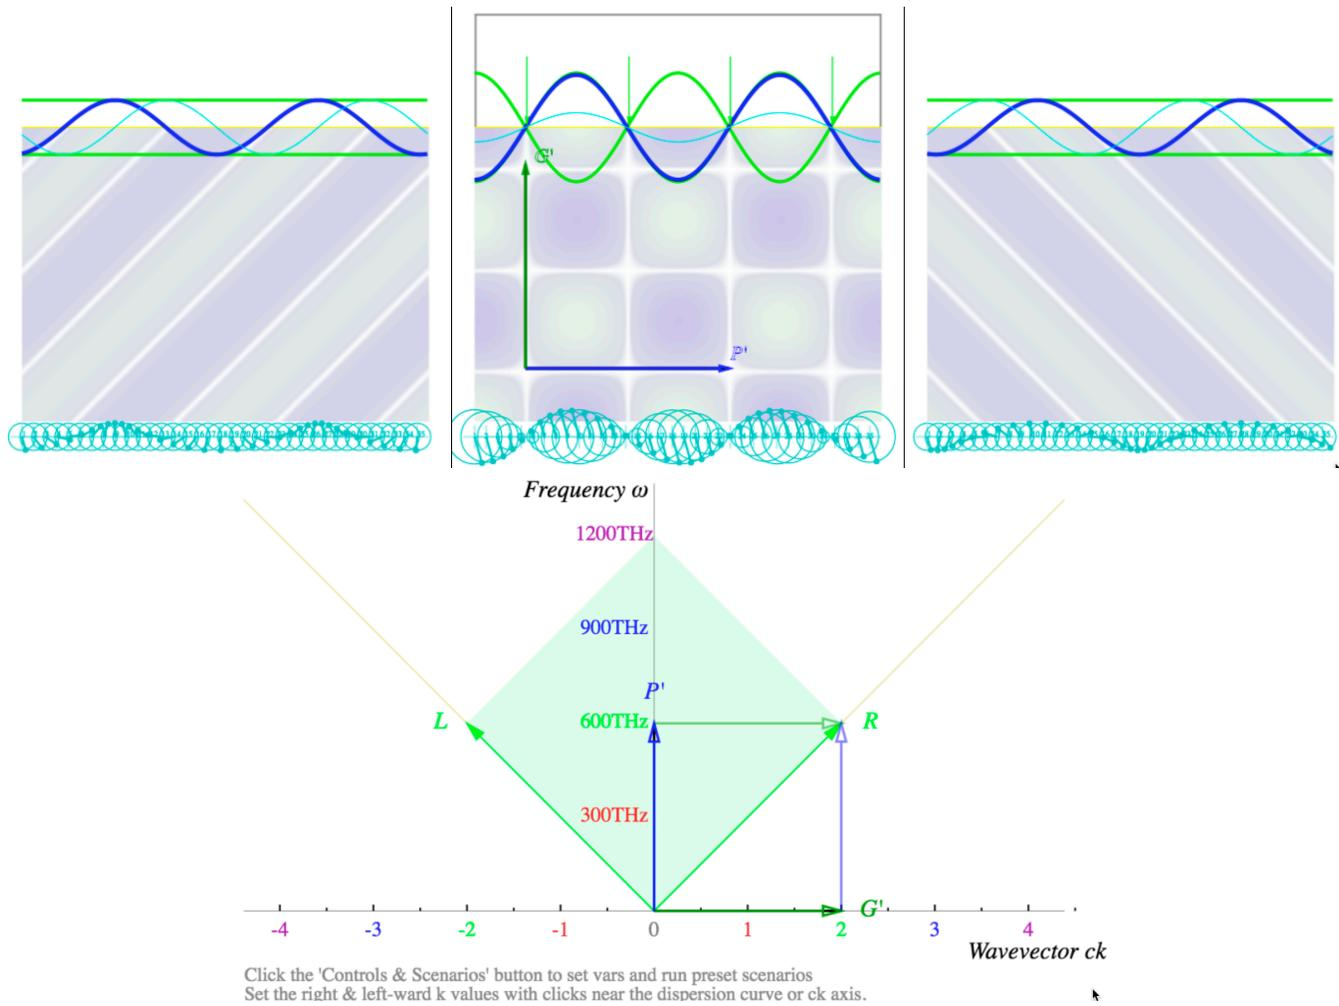 G'
P'
Frequency ω
1200THz
900THz
P'
L
600THz
R
300THz
G'
-4 -3 -2 -1 0 1 2 3 4
Wavevector ck
Click the 'Controls & Scenarios' button to set vars and run preset scenarios
Set the right & left-ward k values with clicks near the dispersion curve or ck axis.